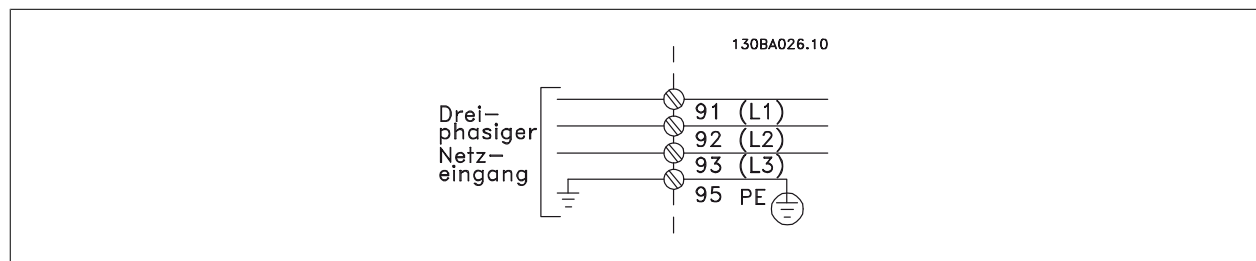 130BA026.10
Drei-
phasiger
Netz-
eingang
91 (L1)
92 (L2)
93 (L3)
95 PE